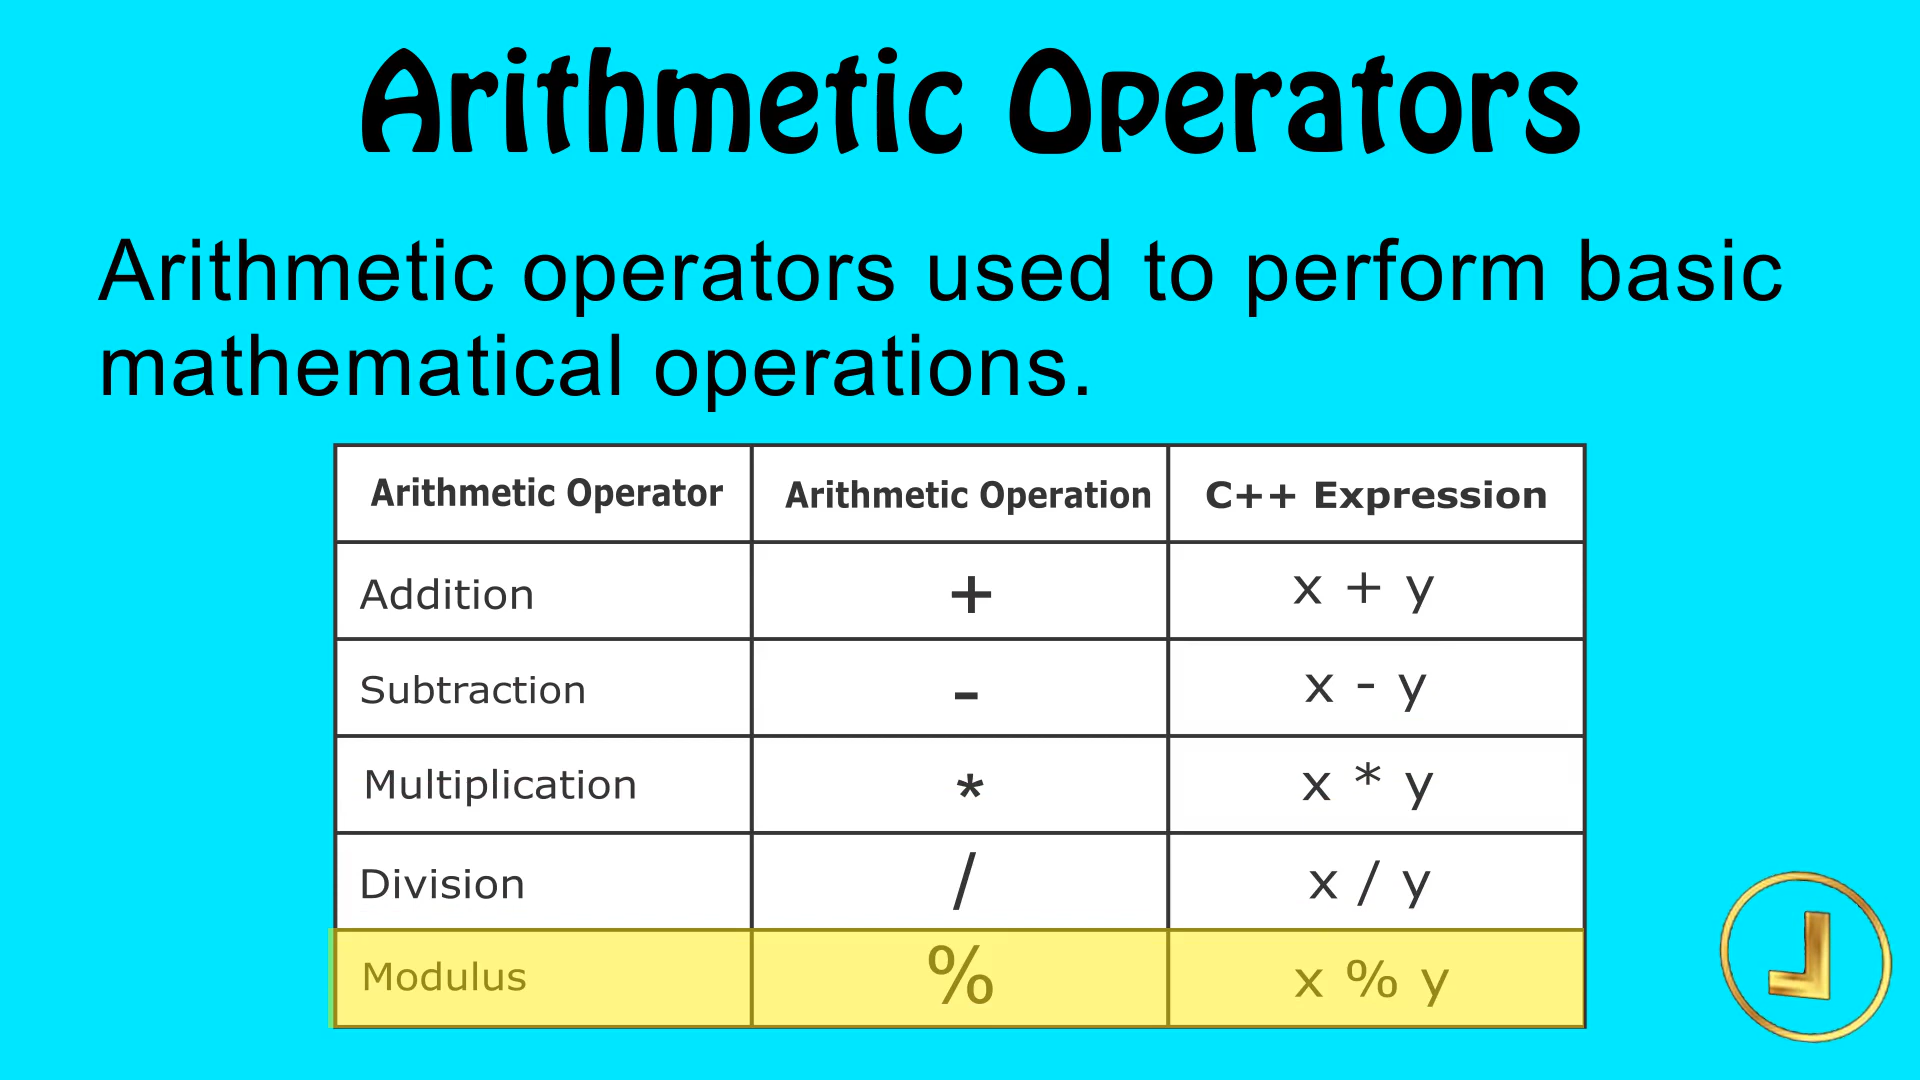 Arithmetic Operators
Arithmetic operators used to perform basic
mathematical operations.
Arithmetic Operator Arithmetic Operation C++ Expression
Addition + x + y
Subtraction - x - y
Multiplication * x * y
Division / x / y
Modulus % x % y
J